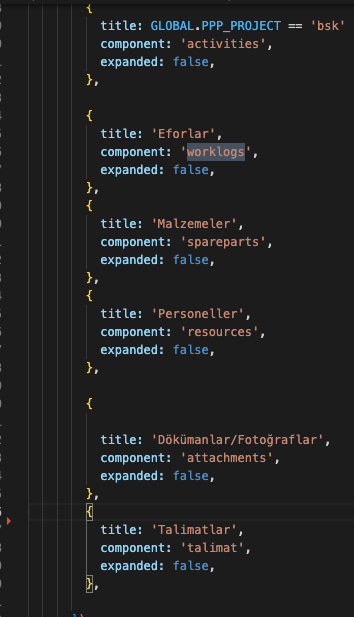 {
title: GLOBAL.PPP_PROJECT == 'bsk'
component: 'activities',
expanded: false,
},
{
title: 'Eforlar',
component: 'worklogs',
expanded: false,
},
{
title: 'Malzemeler',
component: 'spareparts',
expanded: false,
},
{
title: 'Personeller',
component: 'resources',
expanded: false,
},
{
title: 'Dökümanlar/Fotoğraflar',
component: 'attachments',
expanded: false,
},
{
title: 'Talimatlar',
component: 'talimat',
expanded: false,
},